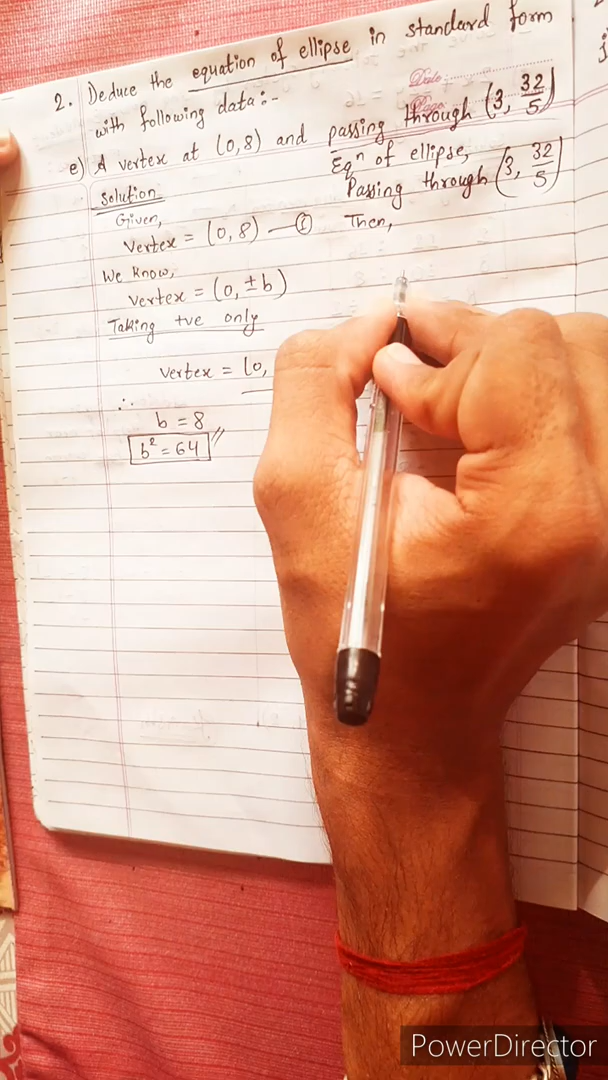 2. Deduce the equation of ellipse in standard form
with following data:-
Date
Page
e) A vertex at (0,8) and passing through (3, 32/5)
Solution
Given,
Vertex = (0,8) —①
We know,
Vertex = (0, ±b)
Taking +ve only
vertex = (0,
∴
b = 8
b² = 64 //
Eqⁿ of ellipse,
Passing through (3, 32/5)
Then,
PowerDirector